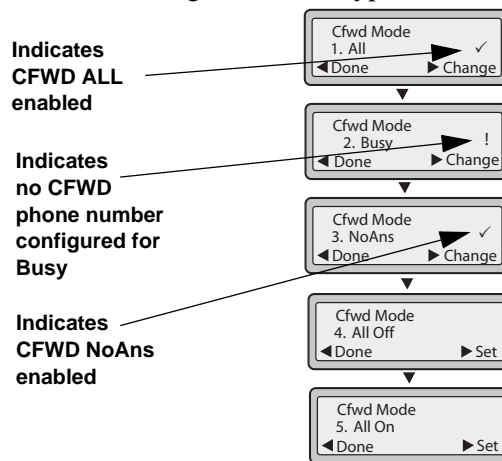 Cfwd Mode
1. All ✓
◀Done ▶Change
▼
Cfwd Mode
2. Busy !
◀Done ▶Change
▼
Cfwd Mode
3. NoAns ✓
◀Done ▶Change
▼
Cfwd Mode
4. All Off
◀Done ▶Set
▼
Cfwd Mode
5. All On
◀Done ▶Set
Indicates
CFWD ALL
enabled
Indicates
no CFWD
phone number
configured for
Busy
Indicates
CFWD NoAns
enabled